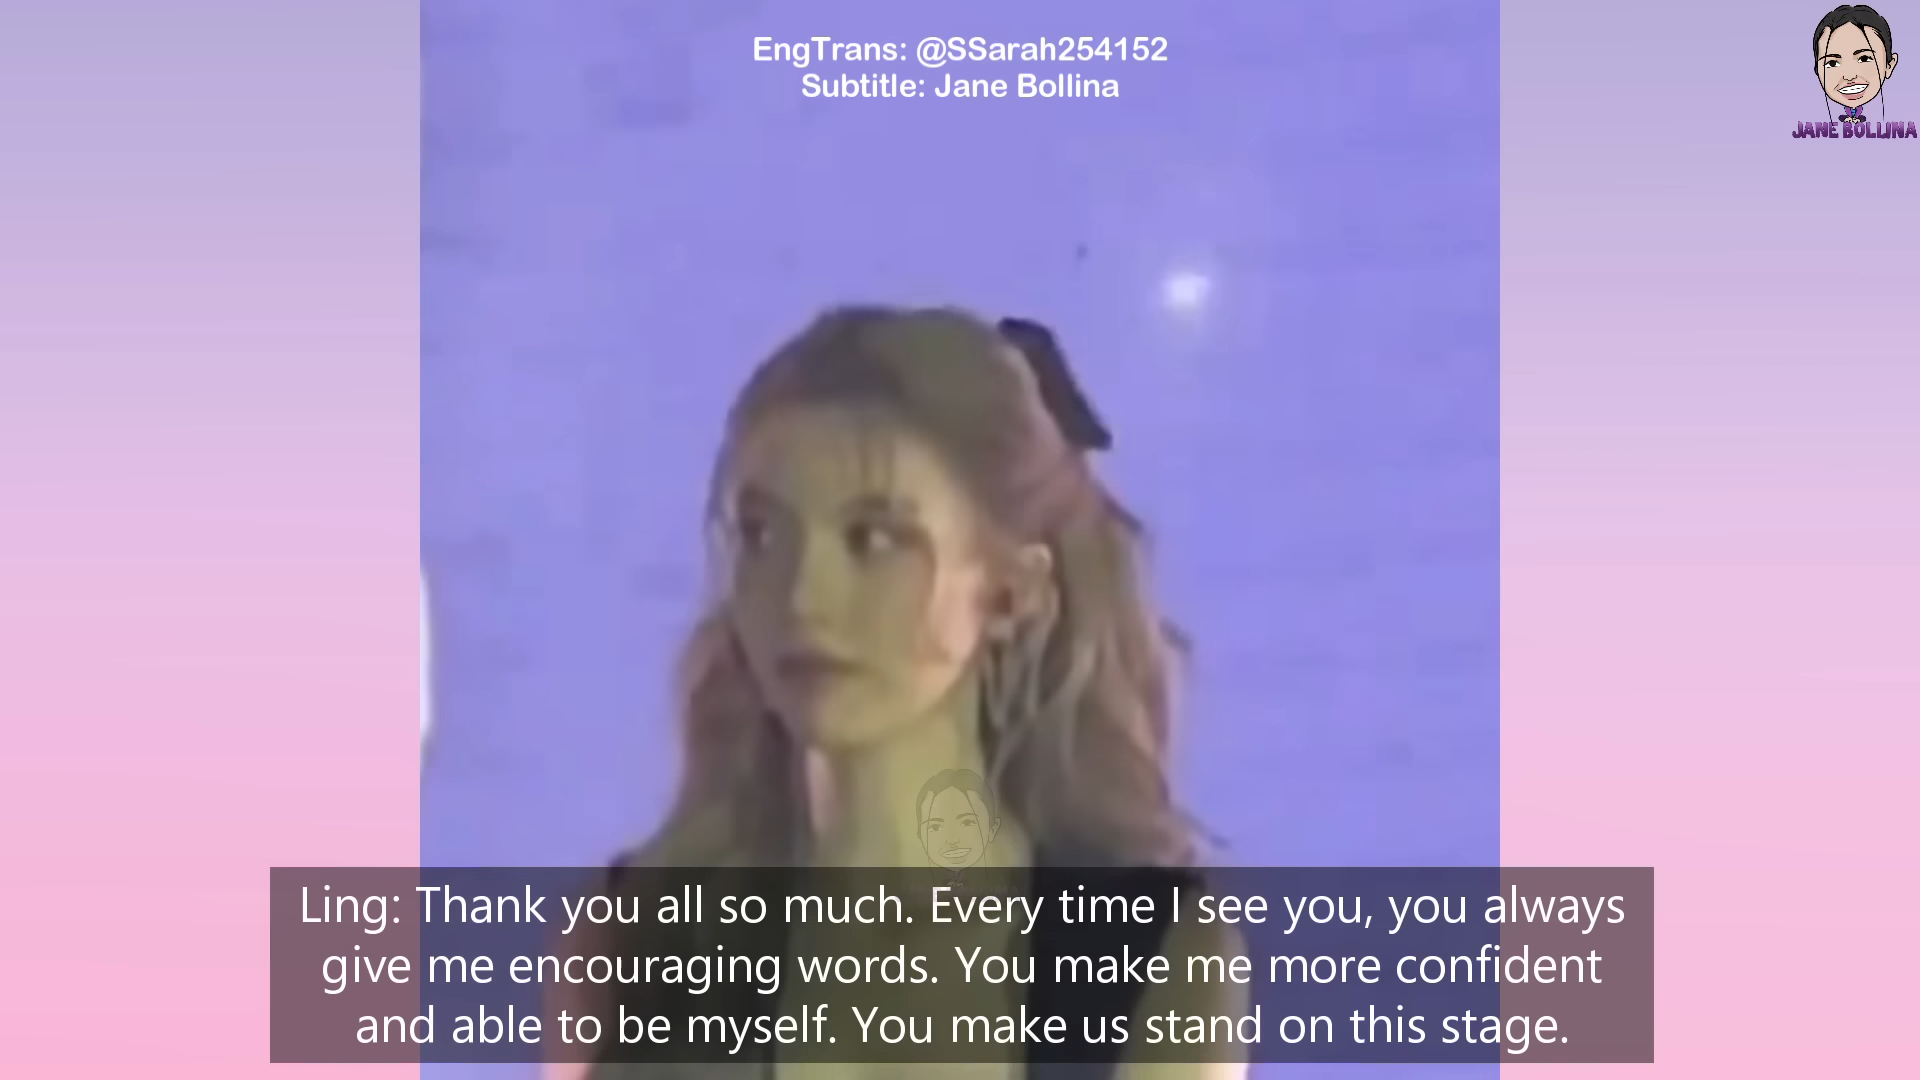 EngTrans: @SSarah254152
Subtitle: Jane Bollina
JANE BOLLINA
Ling: Thank you all so much. Every time I see you, you always
give me encouraging words. You make me more confident
and able to be myself. You make us stand on this stage.